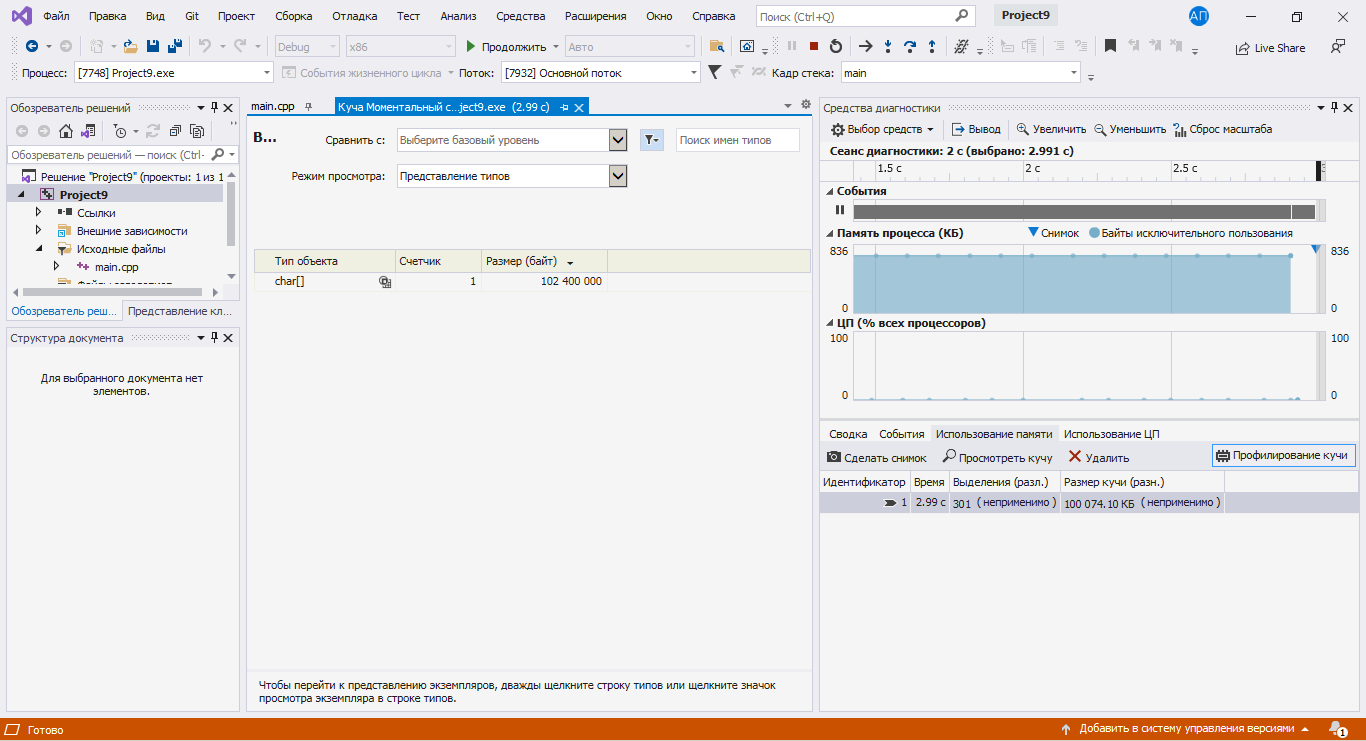 Файл Правка Вид Git Проект Сборка Отладка Тест Анализ Средства Расширения Окно Справка Поиск (Ctrl+Q) Project9 АП
Debug x86 Продолжить Авто Live Share
Процесс: [7748] Project9.exe События жизненного цикла Поток: [7932] Основной поток Кадр стека: main
Обозреватель решений
Обозреватель решений — поиск (Ctrl-
Решение "Project9" (проекты: 1 из 1
Project9
Ссылки
Внешние зависимости
Исходные файлы
main.cpp
Обозреватель реш... Представление кл...
Структура документа
Для выбранного документа нет
элементов.
main.cpp Куча Моментальный с...ject9.exe (2.99 с)
В... Сравнить с: Выберите базовый уровень Поиск имен типов
Режим просмотра: Представление типов
Тип объекта Счетчик Размер (байт)
char[] 1 102 400 000
Чтобы перейти к представлению экземпляров, дважды щелкните строку типов или щелкните значок
просмотра экземпляра в строке типов.
Средства диагностики
Выбор средств Вывод Увеличить Уменьшить Сброс масштаба
Сеанс диагностики: 2 с (выбрано: 2.991 с)
1.5 с 2 с 2.5 с
События
Память процесса (КБ) Снимок Байты исключительного пользования
836 836
0 0
ЦП (% всех процессоров)
100 100
0 0
Сводка События Использование памяти Использование ЦП
Сделать снимок Просмотреть кучу Удалить Профилирование кучи
Идентификатор Время Выделения (разл.) Размер кучи (разн.)
1 2.99 с 301 (неприменимо) 100 074.10 КБ (неприменимо)
Готово Добавить в систему управления версиями 1